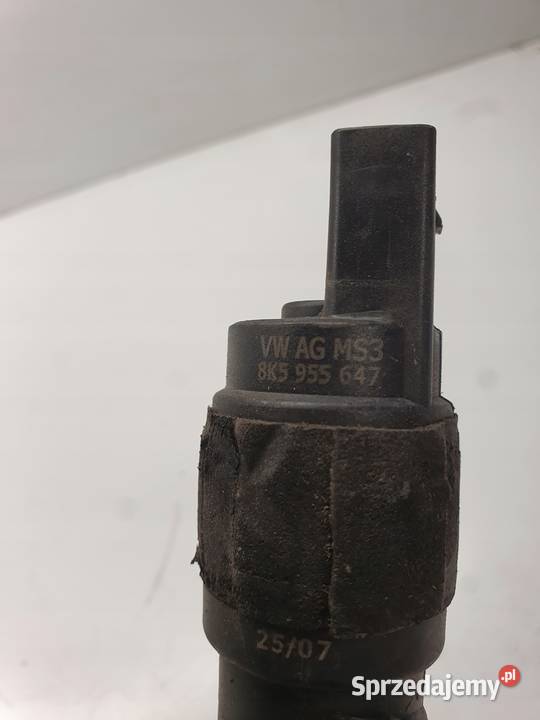 VW AG MS3
8K5 955 647
25/07
Sprzedajemy.pl